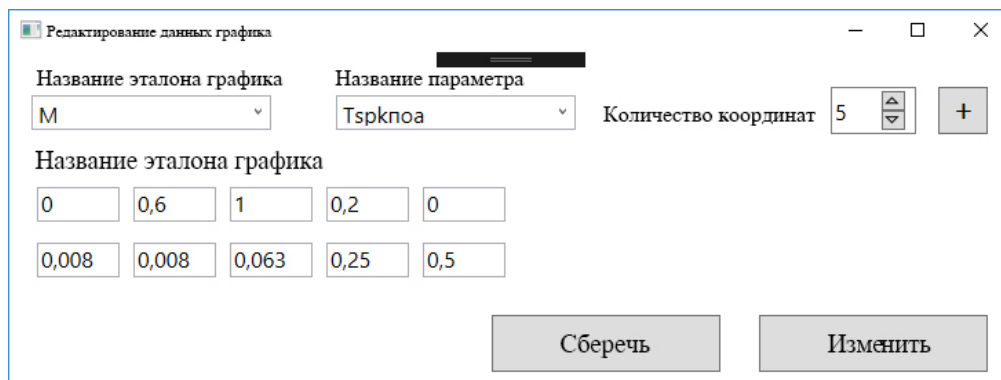 Редактирование данных графика
Название эталона графика Название параметра
М Tspkпоа Количество координат 5 +
Название эталона графика
0 0,6 1 0,2 0
0,008 0,008 0,063 0,25 0,5
Сберечь Изменить